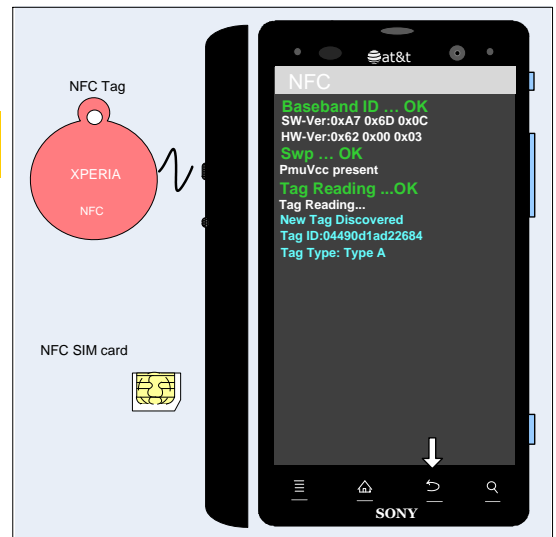 NFC Tag
XPERIA
NFC
NFC SIM card
at&t
NFC
Baseband ID ... OK
SW-Ver:0xA7 0x6D 0x0C
HW-Ver:0x62 0x00 0x03
Swp ... OK
PmuVcc present
Tag Reading ...OK
Tag Reading...
New Tag Discovered
Tag ID:04490d1ad22684
Tag Type: Type A
SONY